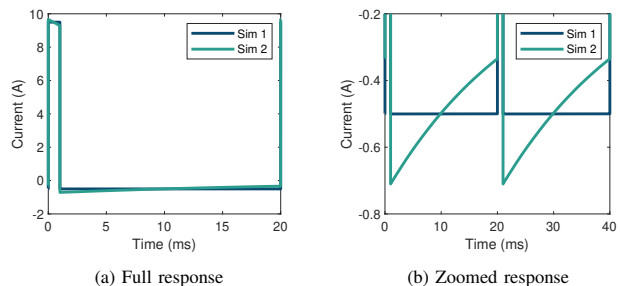 10
8
6
4
2
0
-2
Current (A)
0
5
10
15
20
Time (ms)
Sim 1
Sim 2
(a) Full response
-0.2
-0.4
-0.6
-0.8
Current (A)
0
10
20
30
40
Time (ms)
Sim 1
Sim 2
(b) Zoomed response